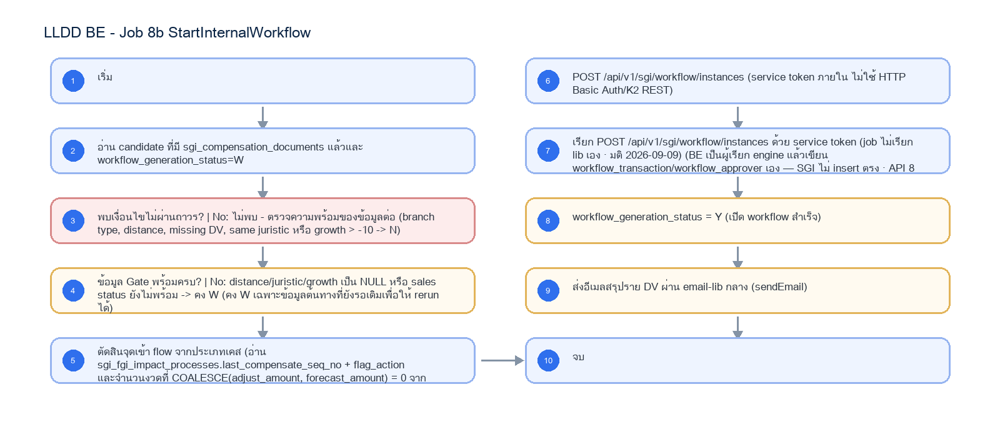 LLDD BE - Job 8b StartInternalWorkflow
1
เริ่ม
2
อ่าน candidate ที่มี sgi_compensation_documents แล้วและ
workflow_generation_status=W
3
พบเงื่อนไขไม่ผ่านถาวร? | No: ไม่พบ - ตรวจความพร้อมของข้อมูลต่อ (branch
type, distance, missing DV, same juristic หรือ growth > -10 -> N)
4
ข้อมูล Gate พร้อมครบ? | No: distance/juristic/growth เป็น NULL หรือ sales
status ยังไม่พร้อม -> คง W (คง W เฉพาะข้อมูลต้นทางที่ยังรอเติมเพื่อให้ rerun
ได้)
5
ตัดสินจุดเข้า flow จากประเภทเคส (อ่าน
sgi_fgi_impact_processes.last_compensate_seq_no + flag_action
และจำนวนงวดที่ COALESCE(adjust_amount, forecast_amount) = 0 จาก
6
POST /api/v1/sgi/workflow/instances (service token ภายใน ไม่ใช้ HTTP
Basic Auth/K2 REST)
7
เรียก POST /api/v1/sgi/workflow/instances ด้วย service token (job ไม่เรียก
lib เอง · มติ 2026-09-09) (BE เป็นผู้เรียก engine แล้วเขียน
workflow_transaction/workflow_approver เอง — SGI ไม่ insert ตรง · API 8
8
workflow_generation_status = Y (เปิด workflow สำเร็จ)
9
ส่งอีเมลสรุปราย DV ผ่าน email-lib กลาง (sendEmail)
10
จบ